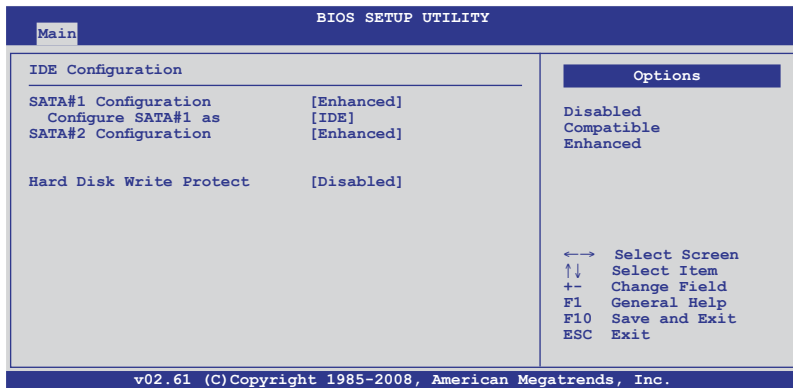 BIOS SETUP UTILITY
Main
IDE Configuration
SATA#1 Configuration [Enhanced]
Configure SATA#1 as [IDE]
SATA#2 Configuration [Enhanced]
Hard Disk Write Protect [Disabled]
Options
Disabled
Compatible
Enhanced
←→ Select Screen
↑↓ Select Item
+- Change Field
F1 General Help
F10 Save and Exit
ESC Exit
v02.61 (C)Copyright 1985-2008, American Megatrends, Inc.